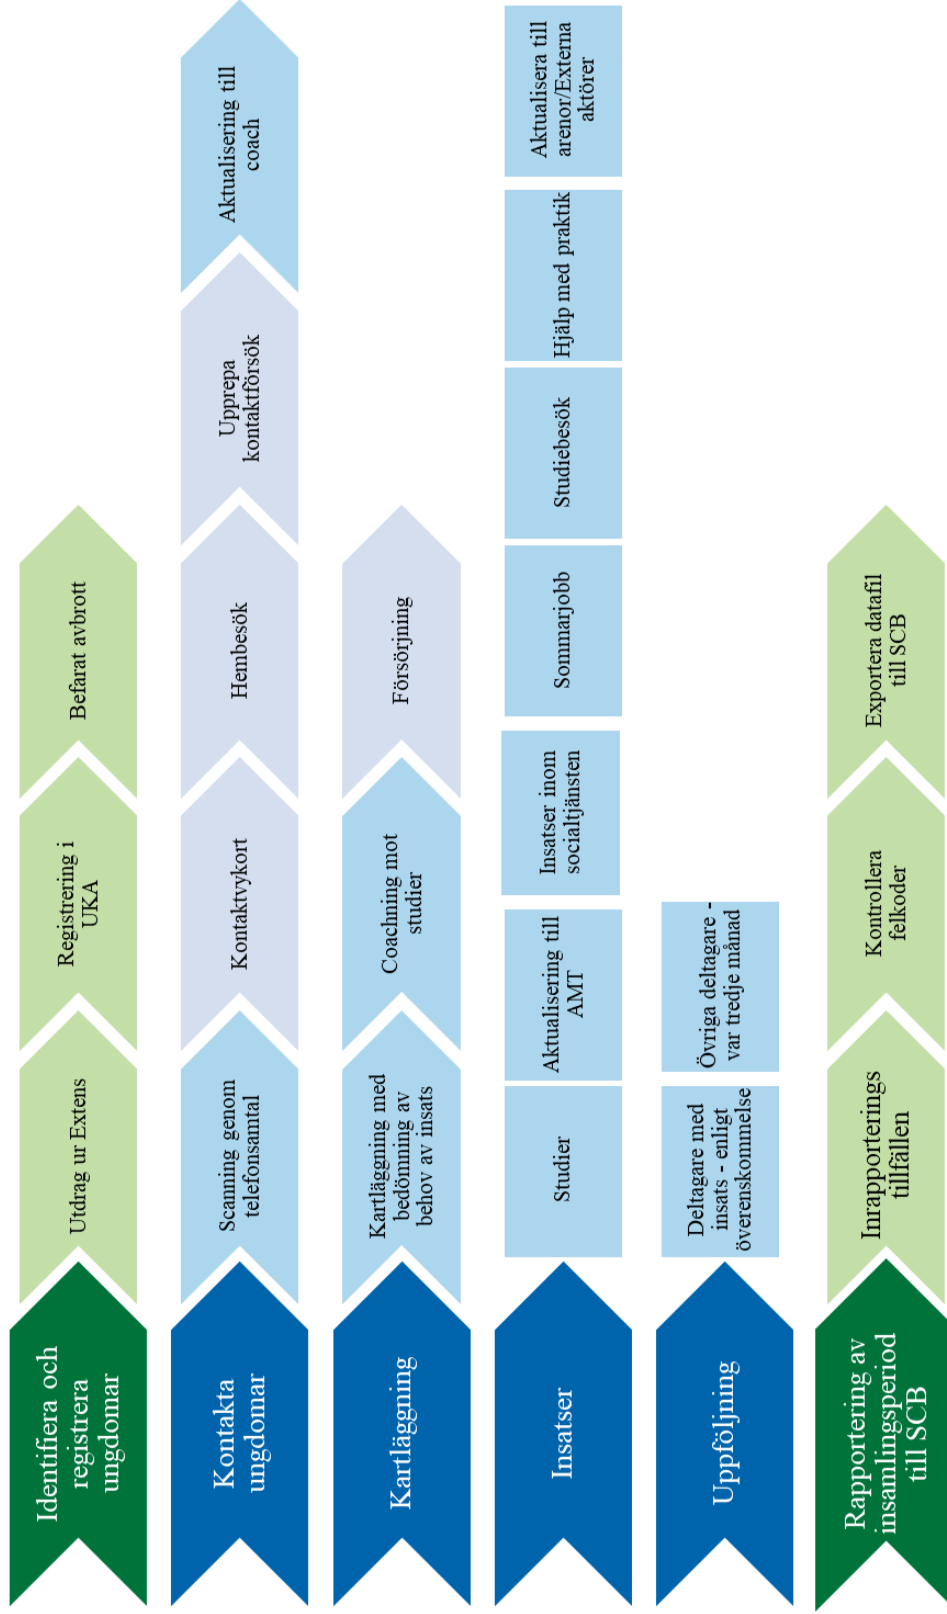 Identifiera och
registrera
ungdomar
Utdrag ur Extens
Registrering i
UKA
Befarat avbrott
Kontakta
ungdomar
Scanning genom
telefonsamtal
Kontaktvykort
Hembesök
Upprepa
kontaktförsök
Aktualisering till
coach
Kartläggning
Kartläggning med
bedömning av
behov av insats
Coachning mot
studier
Försörjning
Insatser
Studier
Aktualisering till
AMT
Insatser inom
socialtjänsten
Sommarjobb
Studiebesök
Hjälp med praktik
Aktualisera till
arenor/Externa
aktörer
Uppföljning
Deltagare med
insats - enligt
överenskommelse
Övriga deltagare -
var tredje månad
Rapportering av
insamlingsperiod
till SCB
Inrapporterings
tillfällen
Kontrollera
felkoder
Exportera datafil
till SCB